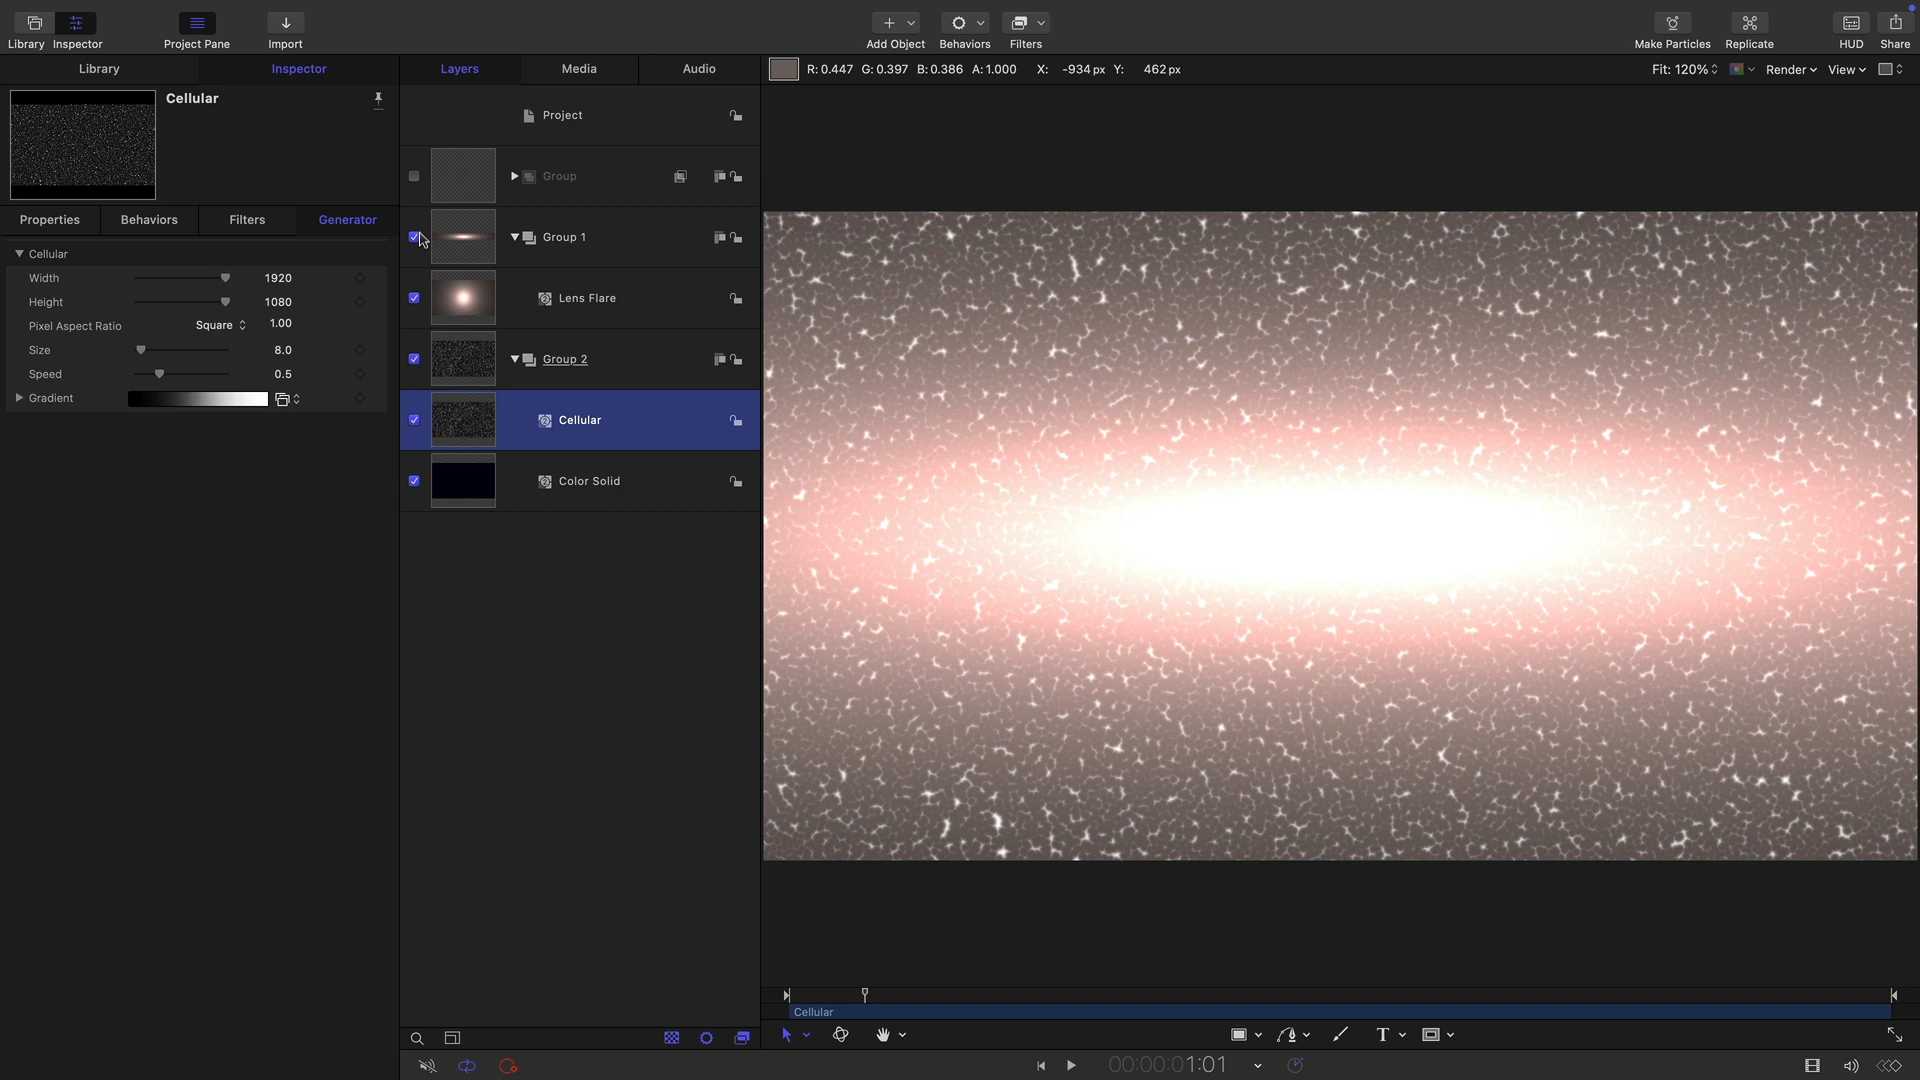 Library
Inspector
Project Pane
Import
Add Object
Behaviors
Filters
Make Particles
Replicate
HUD
Share
Library
Inspector
Layers
Media
Audio
R: 0.447 G: 0.397 B: 0.386 A: 1.000 X: -934 px Y: 462 px
Fit: 120%
Render
View
Cellular
Project
Group
Properties
Behaviors
Filters
Generator
Group 1
Cellular
Width 1920
Height 1080
Pixel Aspect Ratio Square 1.00
Size 8.0
Speed 0.5
Gradient
Lens Flare
Group 2
Cellular
Color Solid
Cellular
T
00:00:01:01